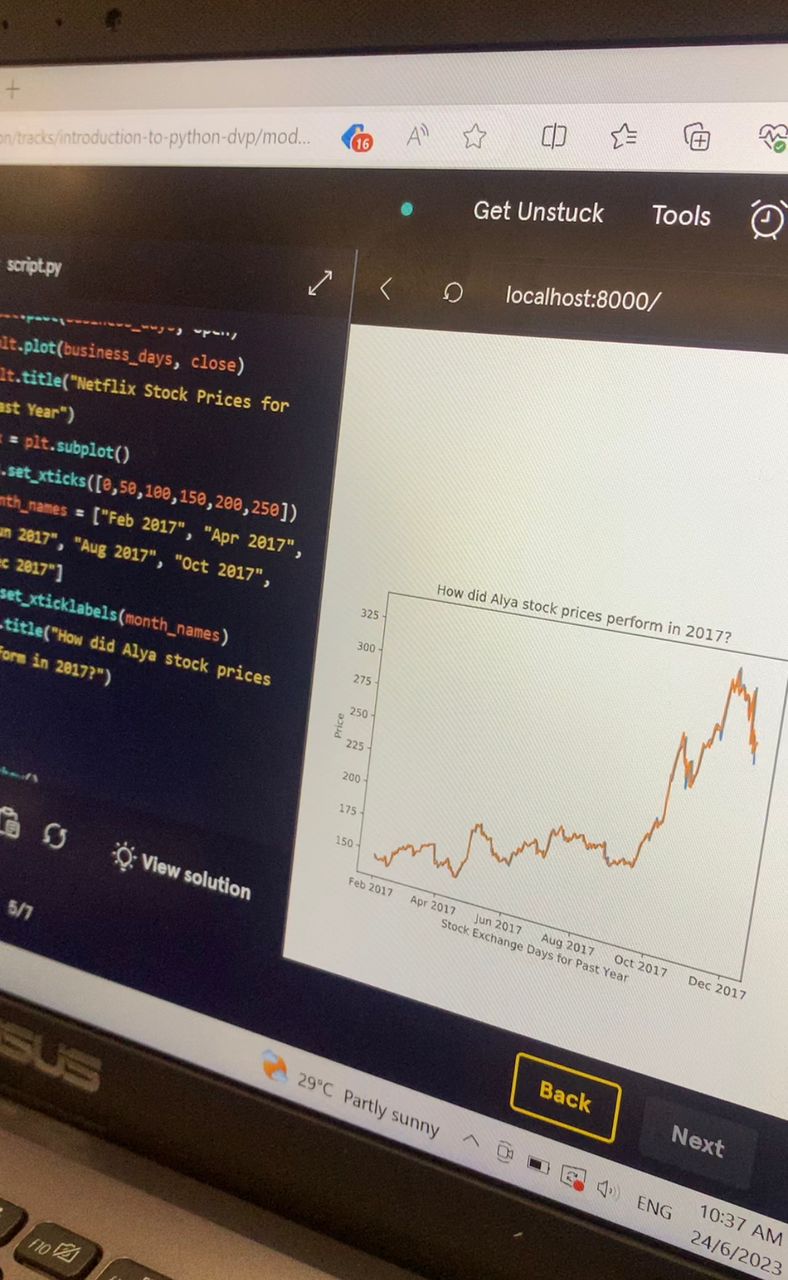 +
on/tracks/introduction-to-python-dvp/mod...
16
Get Unstuck Tools
script.py
localhost:8000/
business_days, open)
lt.plot(business_days, close)
lt.title("Netflix Stock Prices for
ast Year")
= plt.subplot()
.set_xticks([0,50,100,150,200,250])
nth_names = ["Feb 2017", "Apr 2017",
un 2017", "Aug 2017", "Oct 2017",
ec 2017"]
set_xticklabels(month_names)
.title("How did Alya stock prices
form in 2017?")
View solution
5/7
How did Alya stock prices perform in 2017?
325
300
275
250
225
200
175
150
Price
Feb 2017 Apr 2017 Jun 2017 Aug 2017 Oct 2017 Dec 2017
Stock Exchange Days for Past Year
Back Next
SUS
29°C Partly sunny
ENG
10:37 AM
24/6/2023
F10